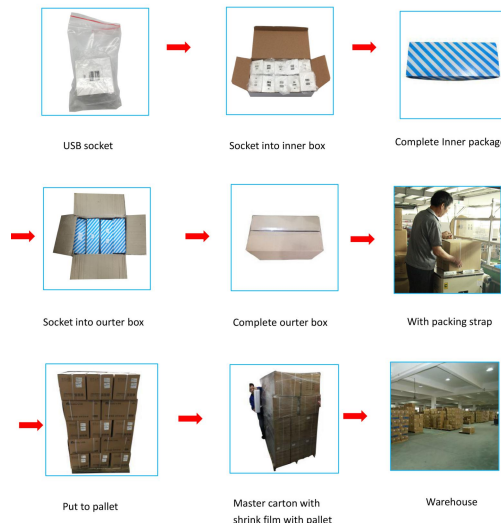 USB socket
Socket into inner box
Complete Inner package
Socket into ourter box
Complete ourter box
With packing strap
Put to pallet
Master carton with
shrink film with pallet
Warehouse